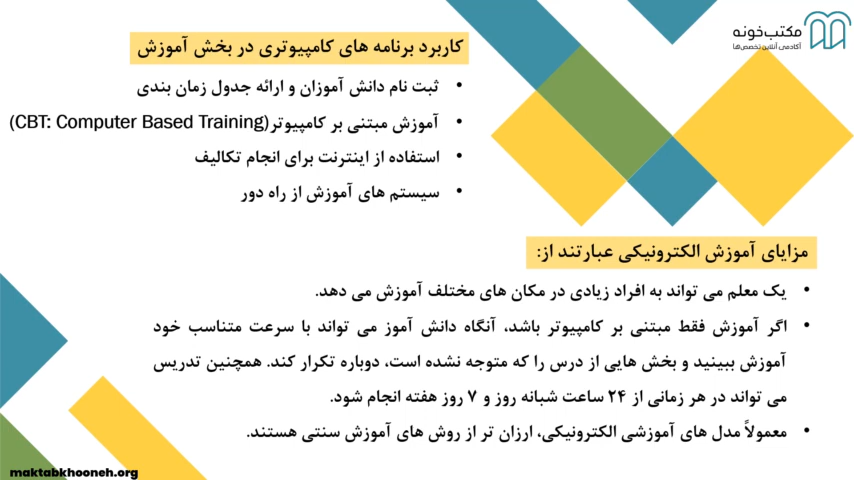 مکتب‌خونه
آکادمی آنلاین تخصص‌ها
کاربرد برنامه های کامپیوتری در بخش آموزش
• ثبت نام دانش آموزان و ارائه جدول زمان بندی
• آموزش مبتنی بر کامپیوتر(CBT: Computer Based Training)
• استفاده از اینترنت برای انجام تکالیف
• سیستم های آموزش از راه دور
مزایای آموزش الکترونیکی عبارتند از:
• یک معلم می تواند به افراد زیادی در مکان های مختلف آموزش می دهد.
• اگر آموزش فقط مبتنی بر کامپیوتر باشد، آنگاه دانش آموز می تواند با سرعت متناسب خود
آموزش ببینید و بخش هایی از درس را که متوجه نشده است، دوباره تکرار کند. همچنین تدریس
می تواند در هر زمانی از ۲۴ ساعت شبانه روز و ۷ روز هفته انجام شود.
• معمولاً مدل های آموزشی الکترونیکی، ارزان تر از روش های آموزش سنتی هستند.
maktabkhooneh.org